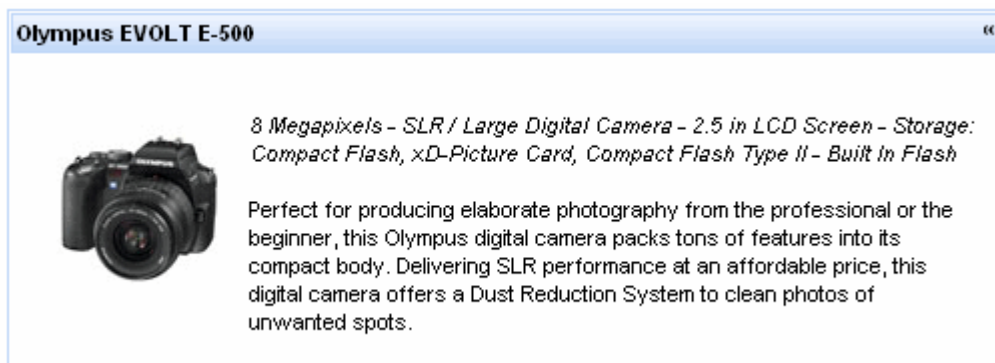 Olympus EVOLT E-500 «
OLYMPUS
8 Megapixels - SLR / Large Digital Camera - 2.5 in LCD Screen - Storage:
Compact Flash, xD-Picture Card, Compact Flash Type II - Built In Flash
Perfect for producing elaborate photography from the professional or the
beginner, this Olympus digital camera packs tons of features into its
compact body. Delivering SLR performance at an affordable price, this
digital camera offers a Dust Reduction System to clean photos of
unwanted spots.